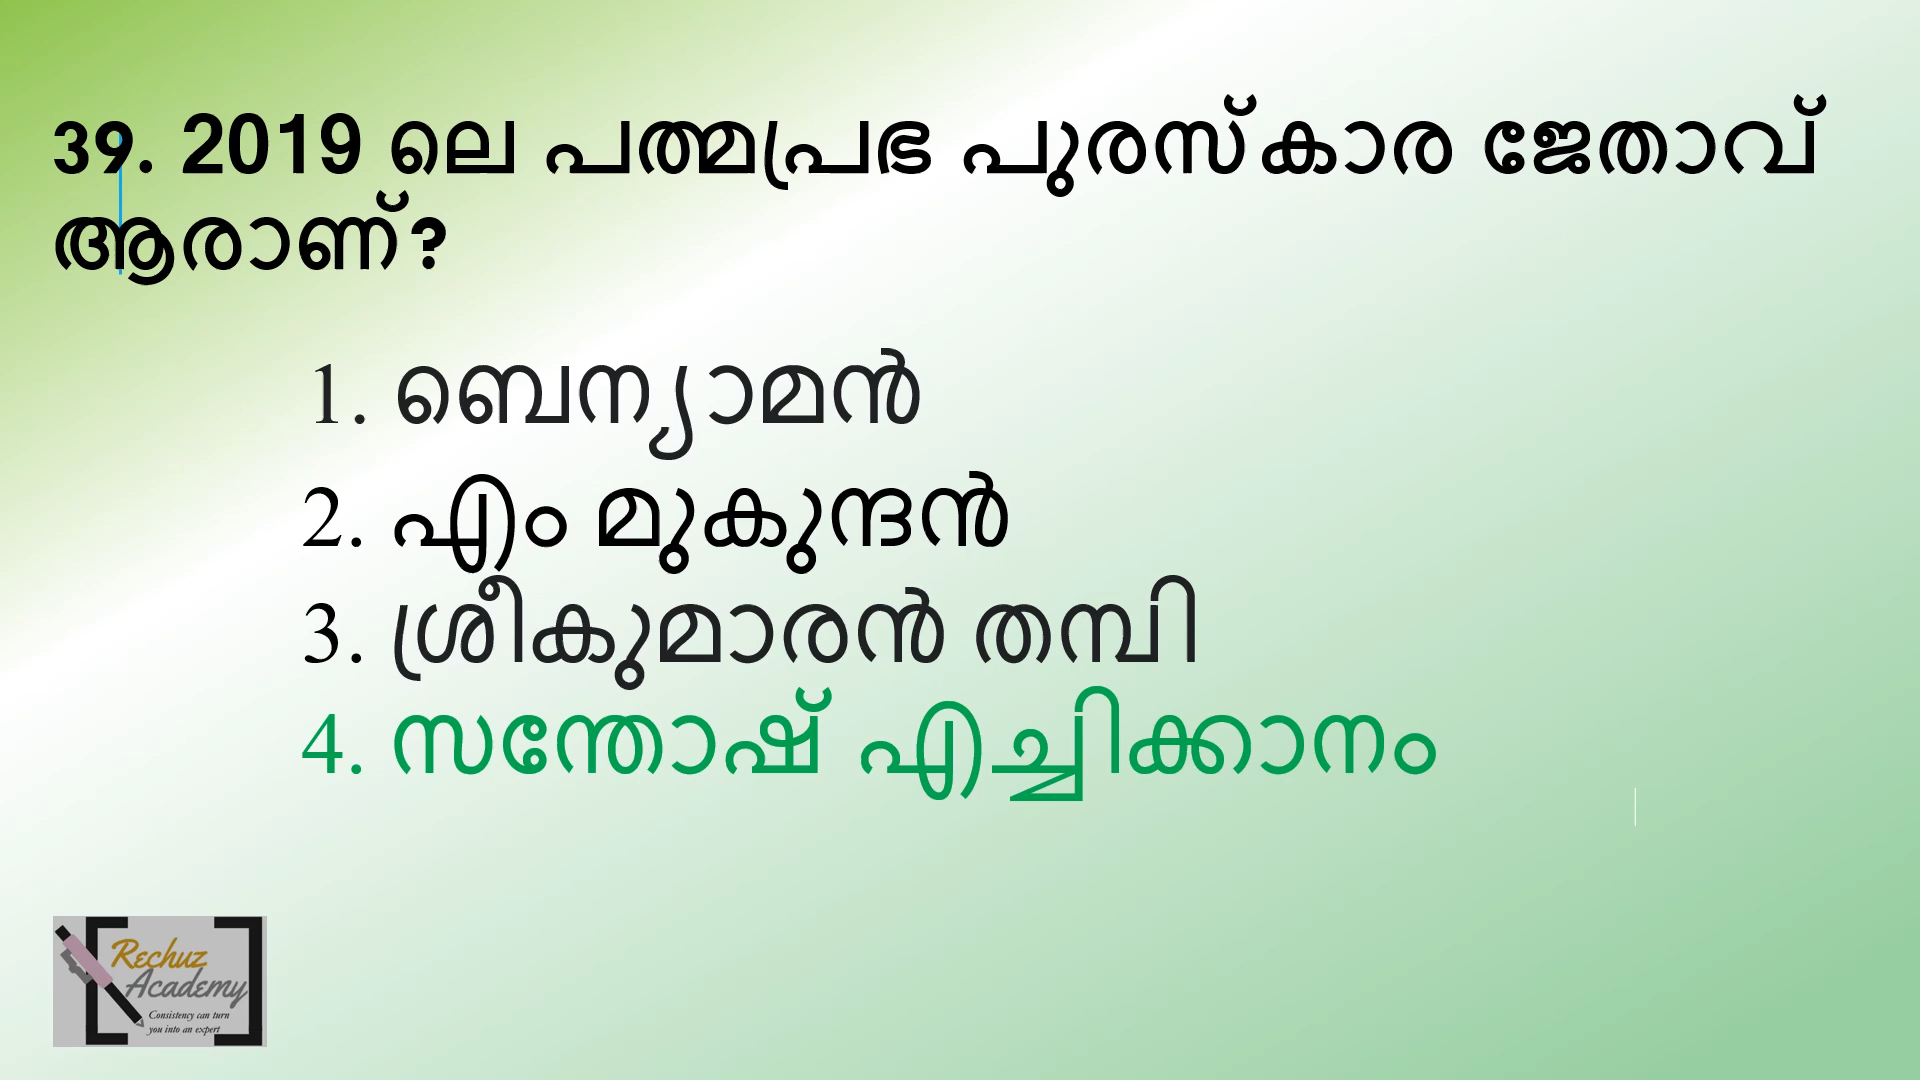 39. 2019 ലെ പത്മപ്രഭ പുരസ്കാര ജേതാവ്
ആരാണ്?
1. ബെന്യാമൻ
2. എം മുകുന്ദൻ
3. ശ്രീകുമാരൻ തമ്പി
4. സന്തോഷ് എച്ചിക്കാനം
Rechuz
Academy
Consistency can turn
you into an expert